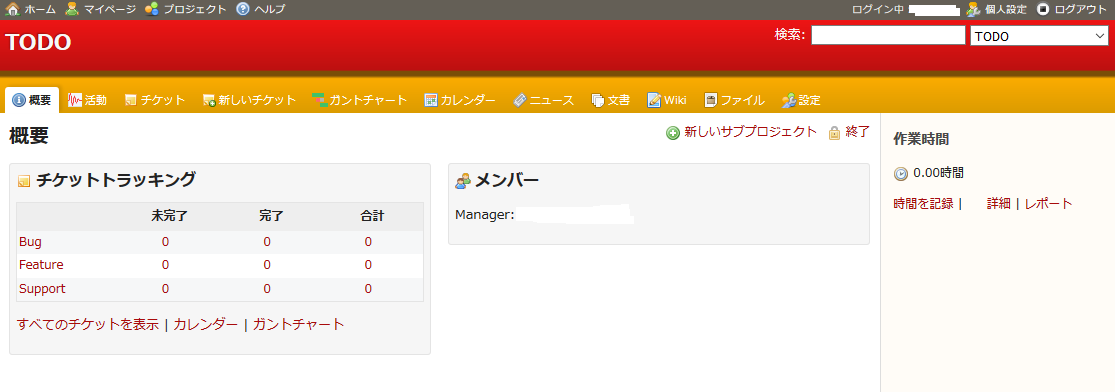 ホーム マイページ プロジェクト ヘルプ ログイン中 個人設定 ログアウト
TODO 検索: TODO
概要 活動 チケット 新しいチケット ガントチャート カレンダー ニュース 文書 Wiki ファイル 設定
概要 新しいサブプロジェクト 終了
チケットトラッキング
未完了 完了 合計
Bug 0 0 0
Feature 0 0 0
Support 0 0 0
すべてのチケットを表示 | カレンダー | ガントチャート
メンバー
Manager:
作業時間
0.00時間
時間を記録 | 詳細 | レポート